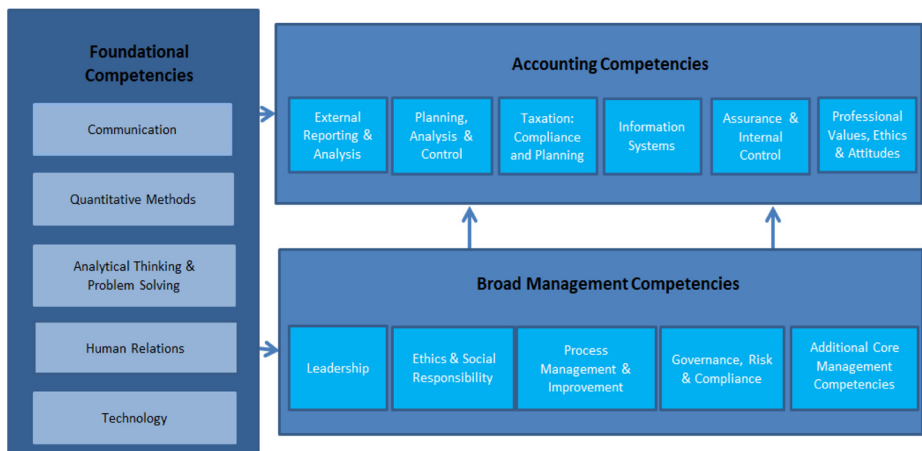 Foundational
Competencies
Communication
Quantitative Methods
Analytical Thinking &
Problem Solving
Human Relations
Technology
Accounting Competencies
External
Reporting &
Analysis
Planning,
Analysis &
Control
Taxation:
Compliance
and Planning
Information
Systems
Assurance &
Internal
Control
Professional
Values, Ethics
& Attitudes
Broad Management Competencies
Leadership
Ethics & Social
Responsibility
Process
Management &
Improvement
Governance, Risk
& Compliance
Additional Core
Management
Competencies